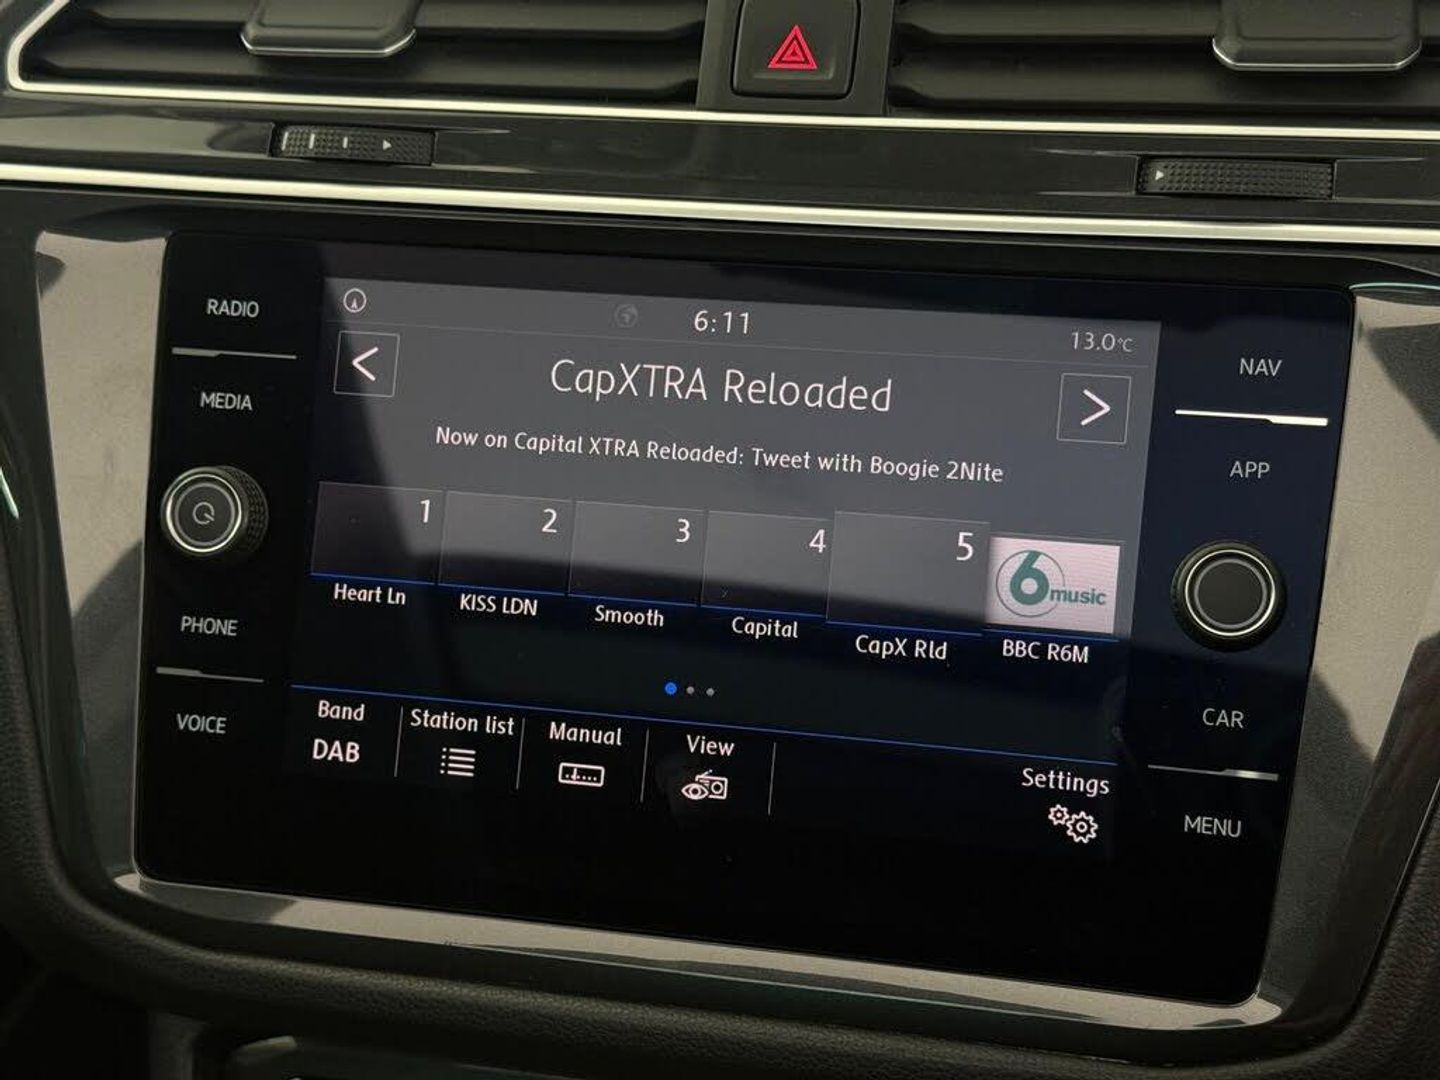 RADIO
MEDIA
PHONE
VOICE
6:11
13.0°C
<
CapXTRA Reloaded
>
Now on Capital XTRA Reloaded: Tweet with Boogie 2Nite
1
2
3
4
5
6 music
Heart Ln
KISS LDN
Smooth
Capital
CapX Rld
BBC R6M
Band
DAB
Station list
Manual
View
Settings
NAV
APP
CAR
MENU